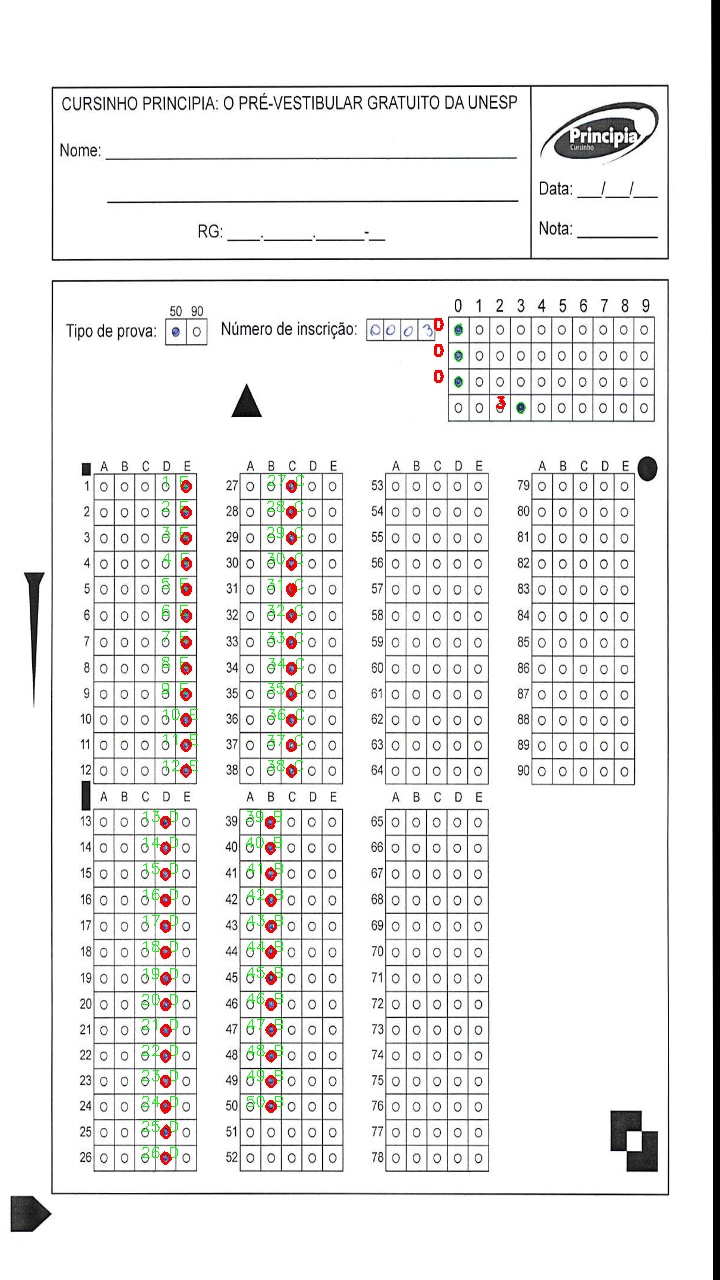 CURSINHO PRINCIPIA: O PRÉ-VESTIBULAR GRATUITO DA UNESP
Nome:
RG: ____.______.______-__
Principia
Cursinho
Data: ___/___/___
Nota:
50 90
Tipo de prova:
Número de inscrição: 0003
0 1 2 3 4 5 6 7 8 9
0
0
0
3
A B C D E
1 1 E
2 2 E
3 3 E
4 4 E
5 5 E
6 6 E
7 7 E
8 8 E
9 9 E
10 10 E
11 11 E
12 12 E
A B C D E
13 13 D
14 14 D
15 15 D
16 16 D
17 17 D
18 18 D
19 19 D
20 20 D
21 21 D
22 22 D
23 23 D
24 24 D
25 25 D
26 26 D
A B C D E
27 27 C
28 28 C
29 29 C
30 30 C
31 31 C
32 32 C
33 33 C
34 34 C
35 35 C
36 36 C
37 37 C
38 38 C
A B C D E
39 39 B
40 40 B
41 41 B
42 42 B
43 43 B
44 44 B
45 45 B
46 46 B
47 47 B
48 48 B
49 49 B
50 50 B
51
52
A B C D E
53
54
55
56
57
58
59
60
61
62
63
64
A B C D E
65
66
67
68
69
70
71
72
73
74
75
76
77
78
A B C D E
79
80
81
82
83
84
85
86
87
88
89
90